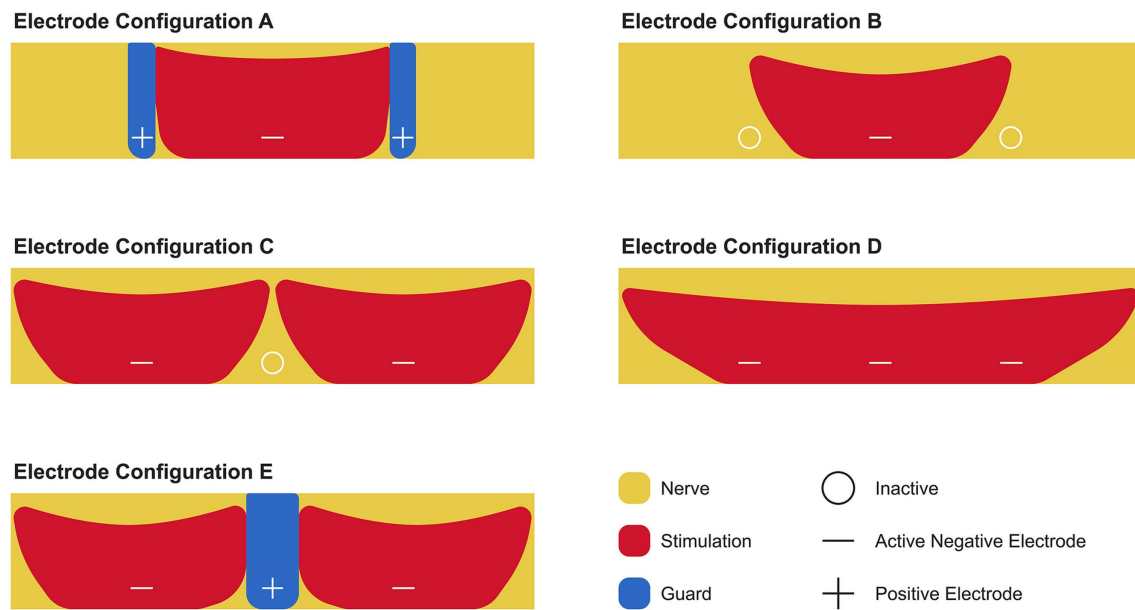 Electrode Configuration A
Electrode Configuration B
Electrode Configuration C
Electrode Configuration D
Electrode Configuration E
Nerve
Inactive
Stimulation
Active Negative Electrode
Guard
Positive Electrode